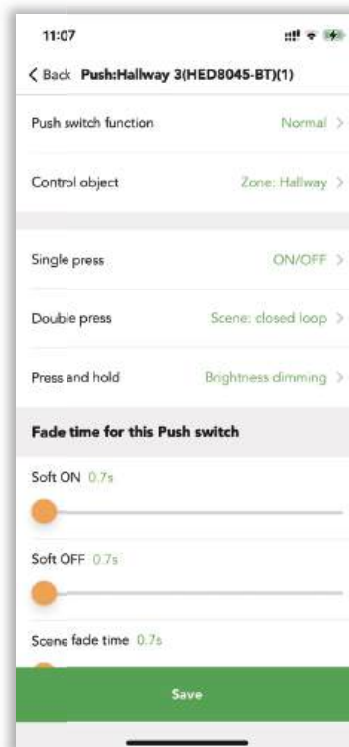 11:07
Back Push:Hallway 3(HED8045-BT)(1)
Push switch function Normal
Control object Zone: Hallway
Single press ON/OFF
Double press Scene: closed loop
Press and hold Brightness dimming
Fade time for this Push switch
Soft ON 0.7s
Soft OFF 0.7s
Scene fade time 0.7s
Save